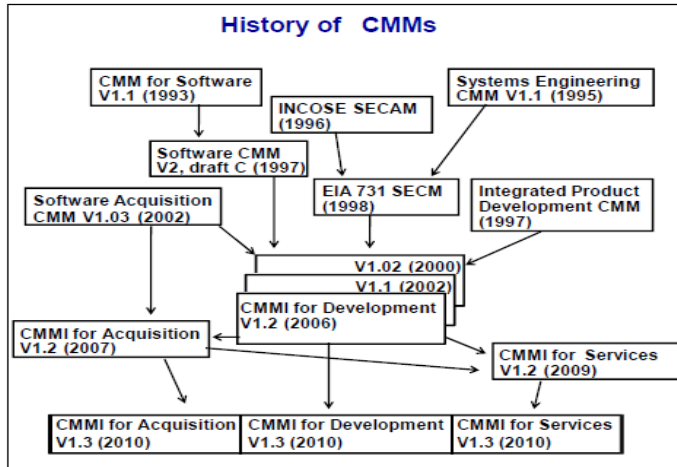 History of CMMs
CMM for Software
V1.1 (1993)
Systems Engineering
CMM V1.1 (1995)
INCOSE SECAM
(1996)
Software CMM
V2, draft C (1997)
EIA 731 SECM
(1998)
Integrated Product
Development CMM
(1997)
Software Acquisition
CMM V1.03 (2002)
V1.02 (2000)
V1.1 (2002)
CMMI for Development
V1.2 (2006)
CMMI for Acquisition
V1.2 (2007)
CMMI for Services
V1.2 (2009)
CMMI for Acquisition
V1.3 (2010)
CMMI for Development
V1.3 (2010)
CMMI for Services
V1.3 (2010)